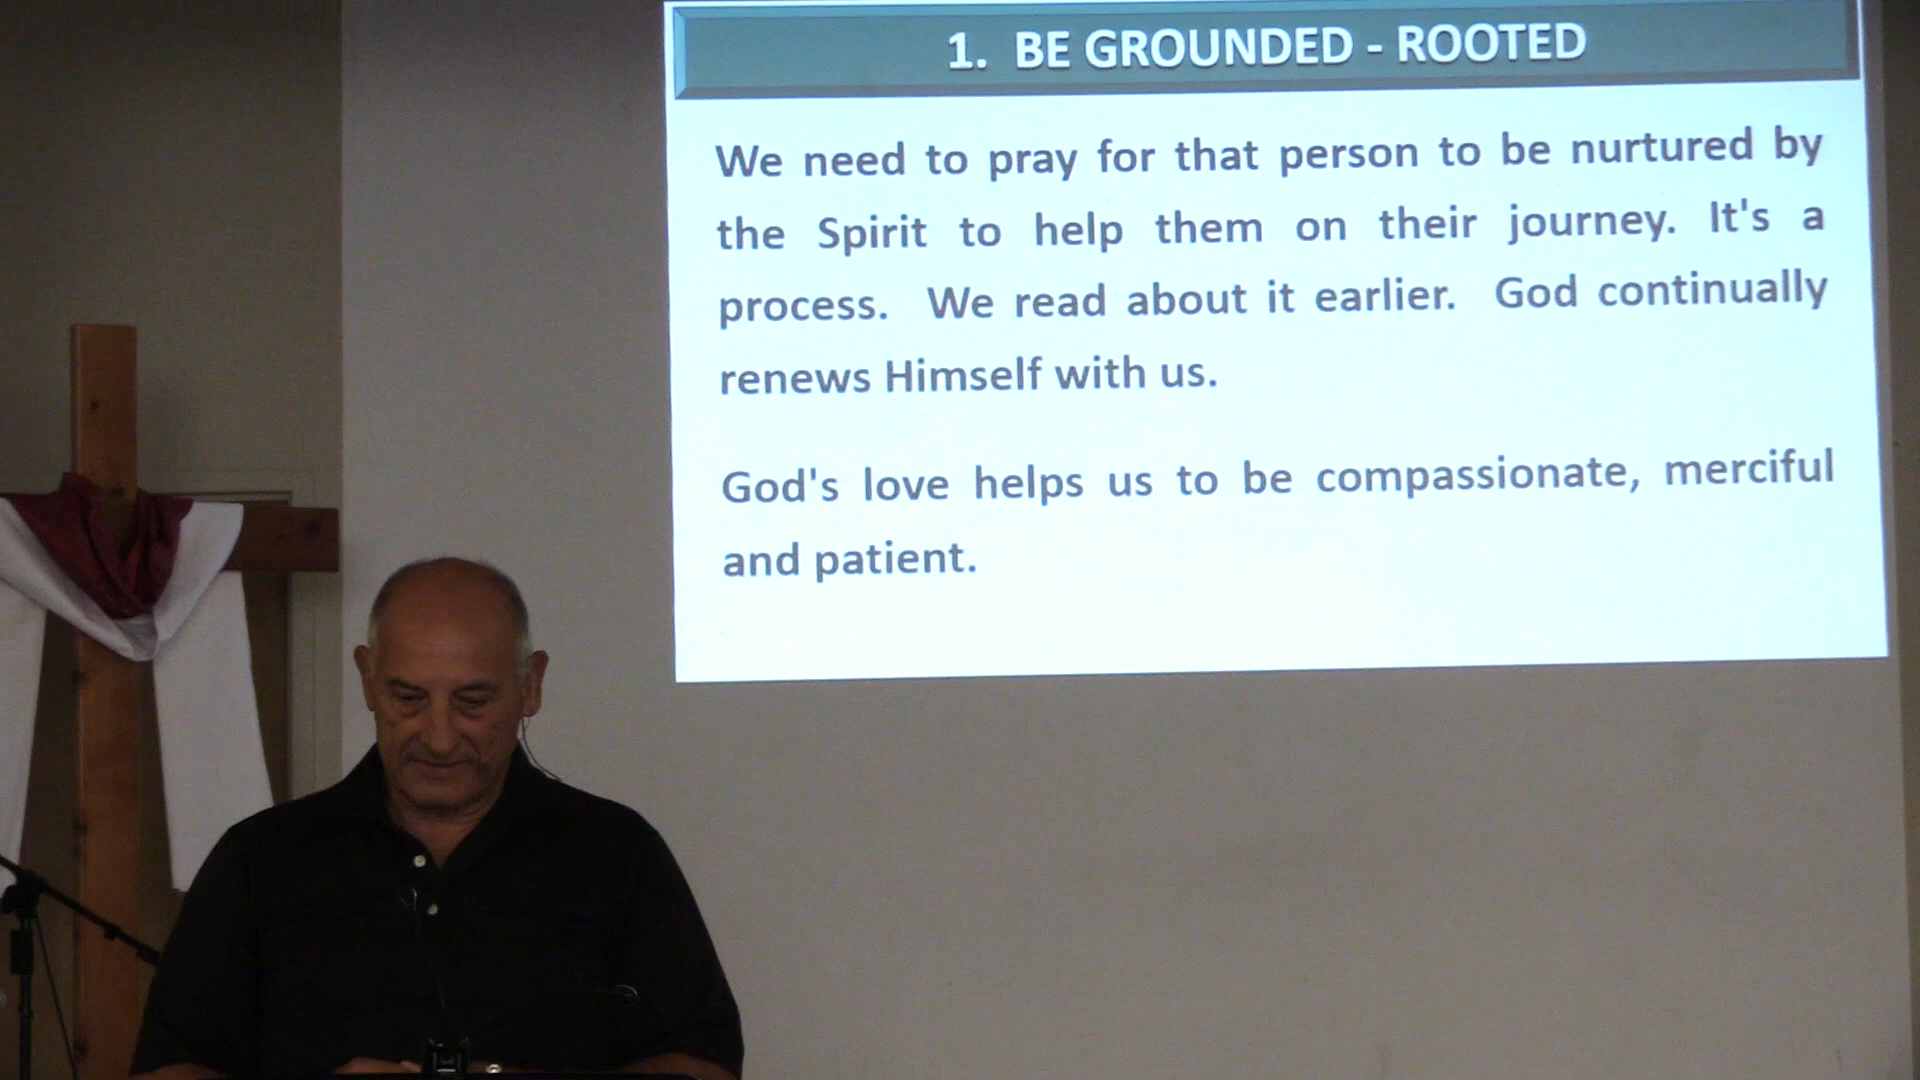 1. BE GROUNDED - ROOTED
We need to pray for that person to be nurtured by
the Spirit to help them on their journey. It's a
process. We read about it earlier. God continually
renews Himself with us.
God's love helps us to be compassionate, merciful
and patient.